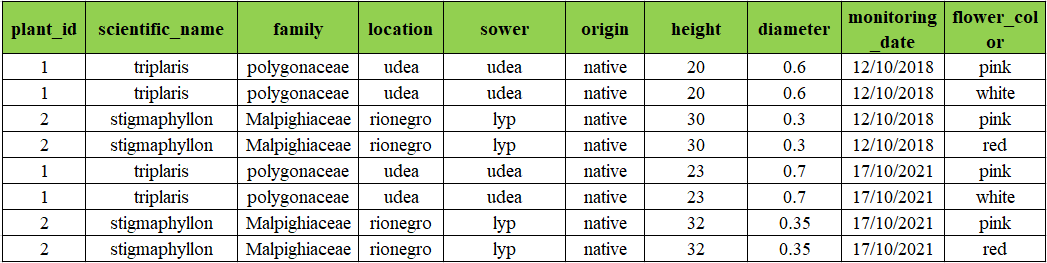 plant_id scientific_name family location sower origin height diameter monitoring_date flower_color
1 triplaris polygonaceae udea udea native 20 0.6 12/10/2018 pink
1 triplaris polygonaceae udea udea native 20 0.6 12/10/2018 white
2 stigmaphyllon Malpighiaceae rionegro lyp native 30 0.3 12/10/2018 pink
2 stigmaphyllon Malpighiaceae rionegro lyp native 30 0.3 12/10/2018 red
1 triplaris polygonaceae udea udea native 23 0.7 17/10/2021 pink
1 triplaris polygonaceae udea udea native 23 0.7 17/10/2021 white
2 stigmaphyllon Malpighiaceae rionegro lyp native 32 0.35 17/10/2021 pink
2 stigmaphyllon Malpighiaceae rionegro lyp native 32 0.35 17/10/2021 red